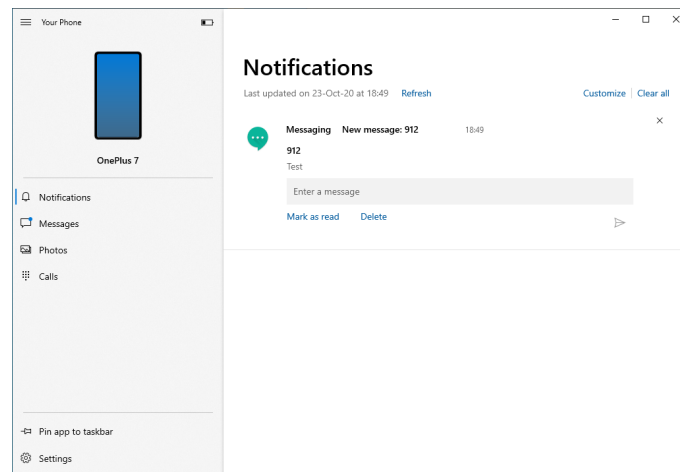 Your Phone
OnePlus 7
Notifications
Messages
Photos
Calls
Pin app to taskbar
Settings
Notifications
Last updated on 23-Oct-20 at 18:49 Refresh Customize Clear all
Messaging New message: 912 18:49
912
Test
Enter a message
Mark as read Delete